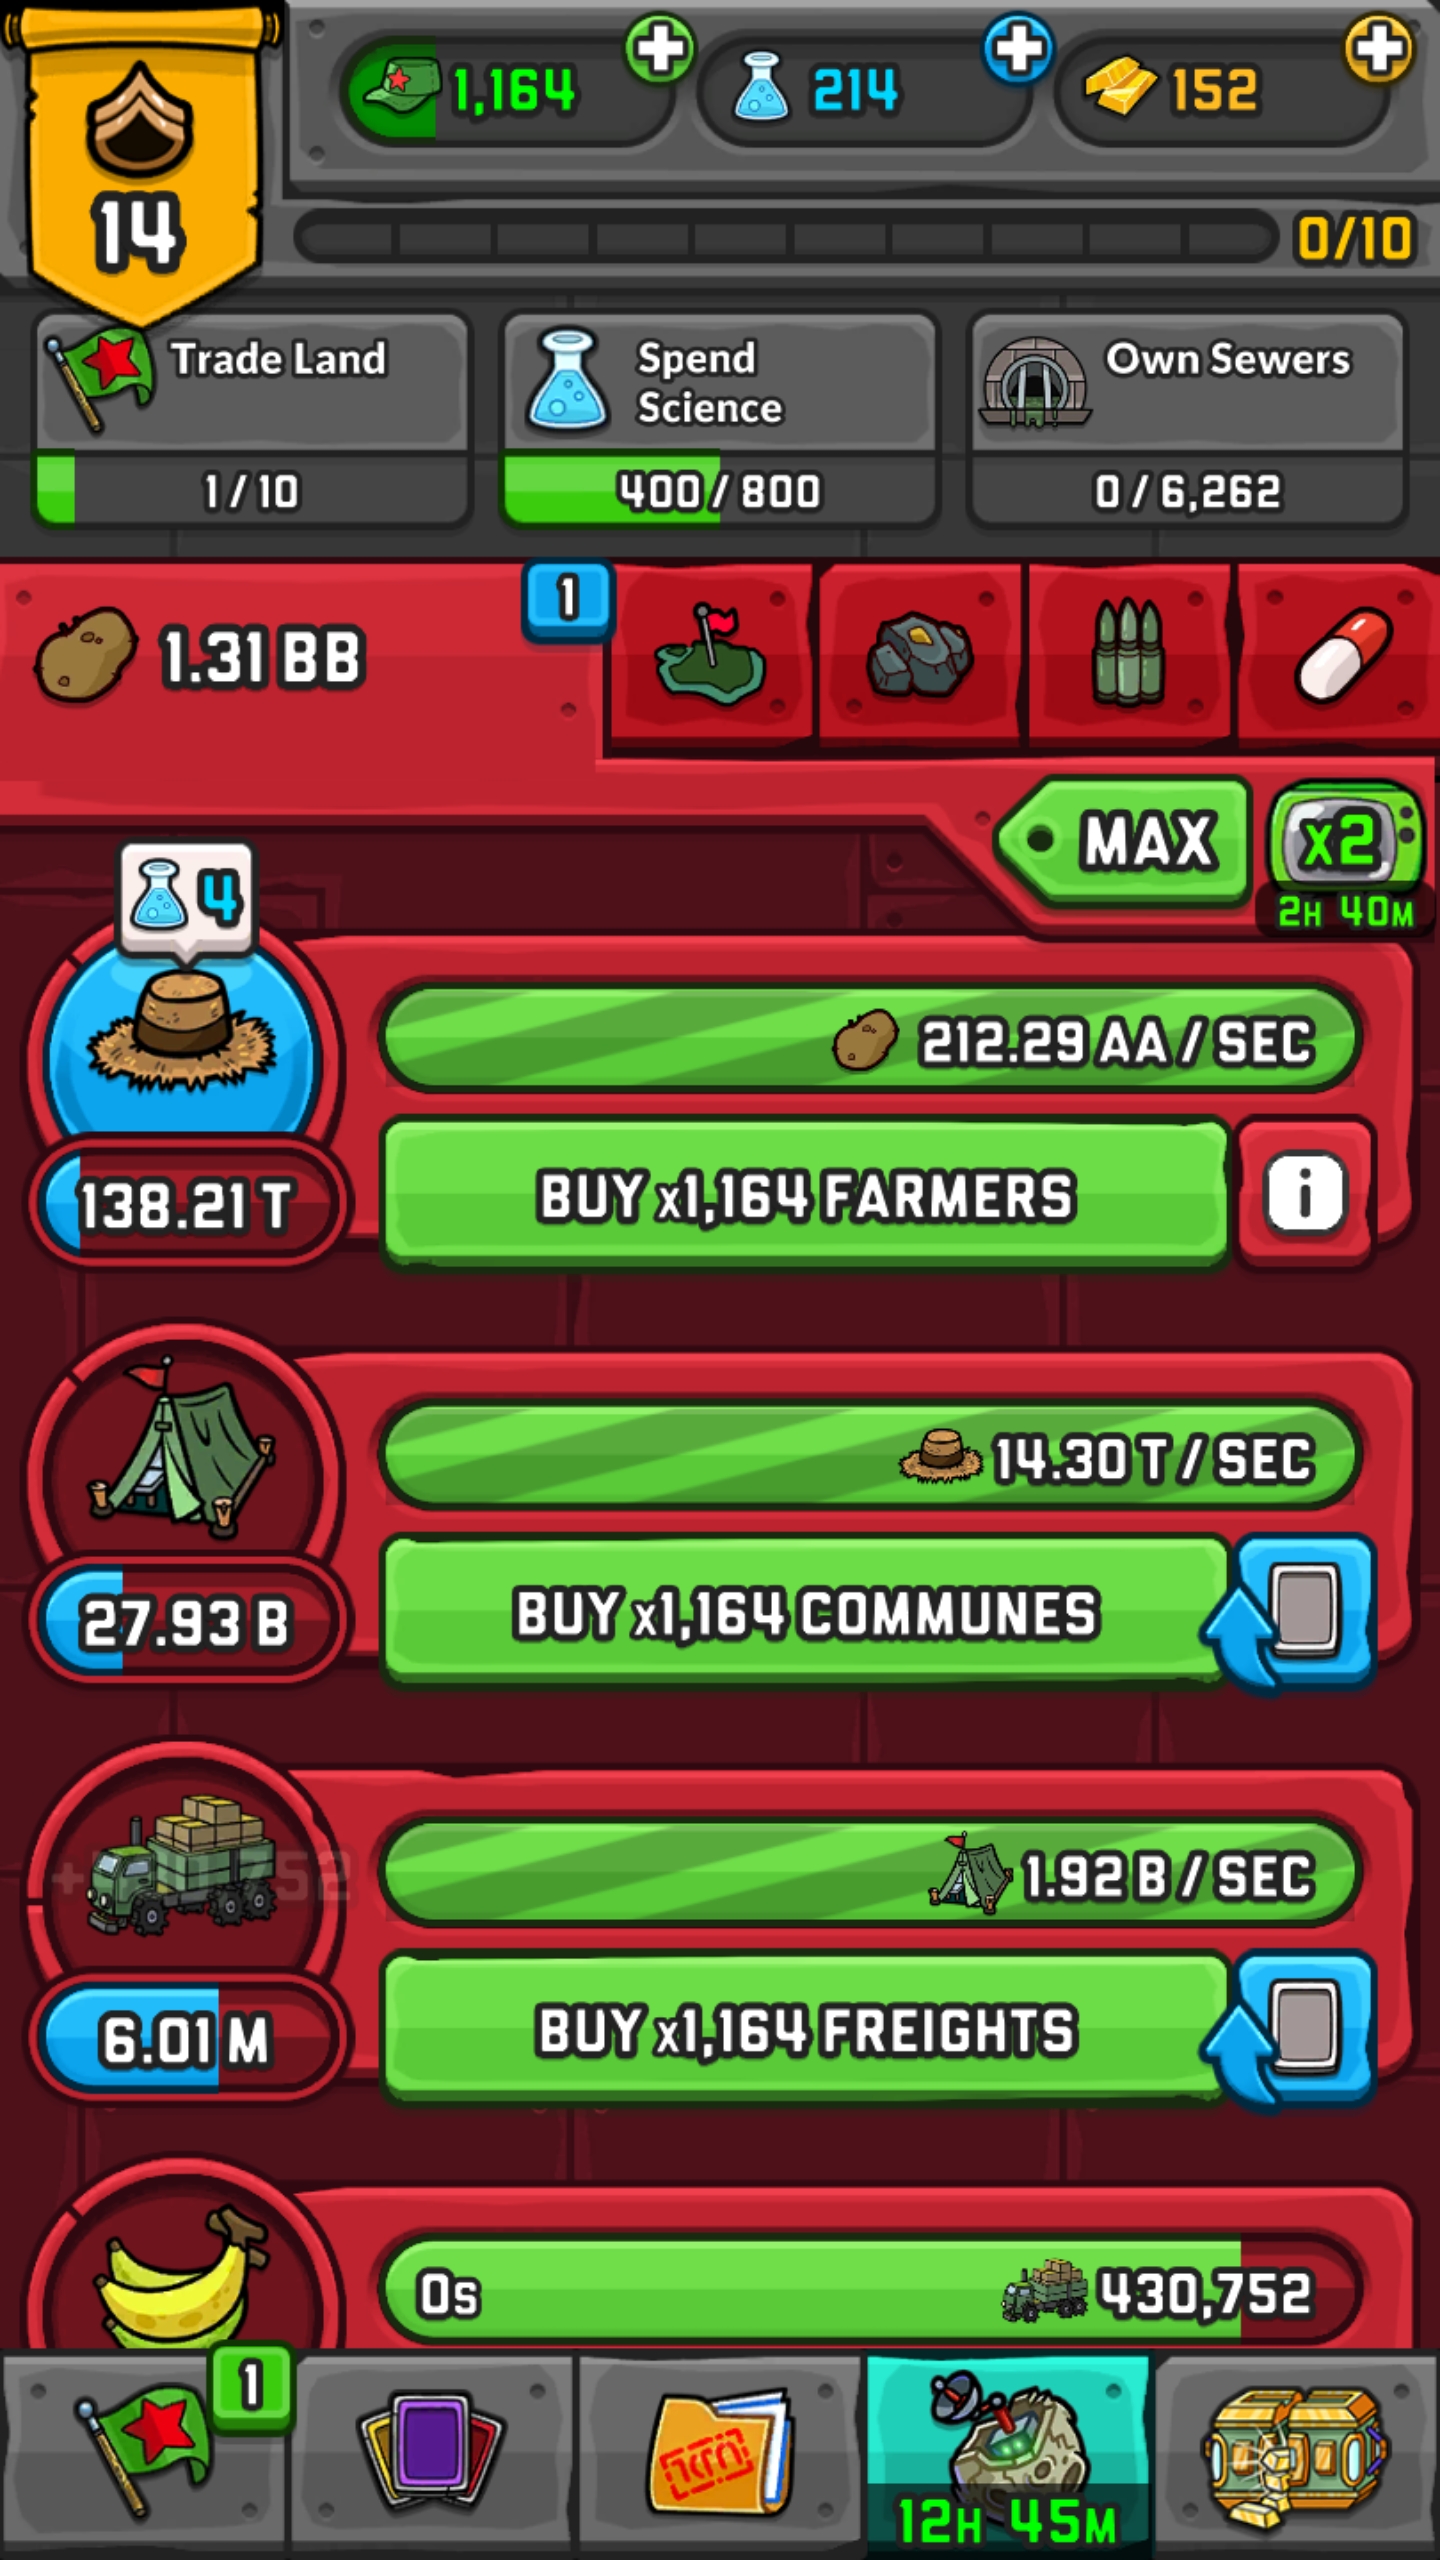 1,164
214
152
14
0/10
Trade Land
1/10
Spend
Science
400/800
Own Sewers
0/6,262
1.31 BB
1
MAX
x2
2H 40M
4
212.29 AA / SEC
138.21 T
BUY x1,164 FARMERS
i
14.30 T / SEC
27.93 B
BUY x1,164 COMMUNES
1.92 B / SEC
6.01 M
BUY x1,164 FREIGHTS
0s
430,752
1
12H 45M